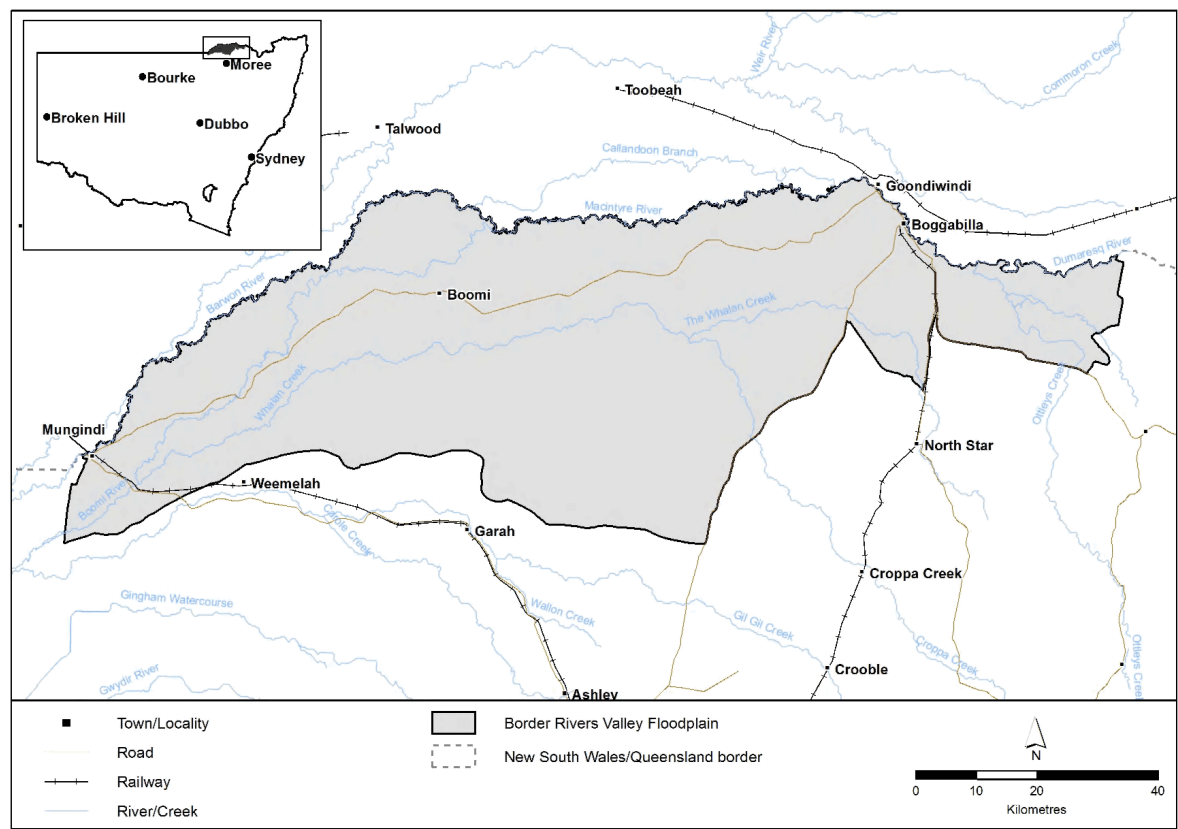 Moree
Bourke
Broken Hill
Dubbo
Sydney
Weir River
Commoron Creek
Toobeah
Talwood
Callandoon Branch
Goondiwindi
Macintyre River
Boggabilla
Dumaresq River
Barwon River
Boomi
The Whalan Creek
Whalan Creek
Ottleys Creek
Mungindi
North Star
Boomi River
Weemelah
Carole Creek
Garah
Croppa Creek
Gingham Watercourse
Wallon Creek
Gil Gil Creek
Croppa Creek
Ottleys Creek
Gwydir River
Crooble
Ashley
Town/Locality
Road
Railway
River/Creek
Border Rivers Valley Floodplain
New South Wales/Queensland border
N
0 10 20 40
Kilometres